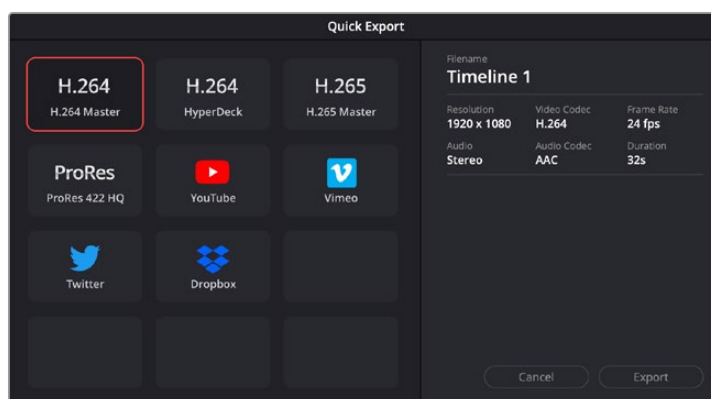 Quick Export
H.264
H.264 Master
H.264
HyperDeck
H.265
H.265 Master
ProRes
ProRes 422 HQ
YouTube
Vimeo
Twitter
Dropbox
Filename
Timeline 1
Resolution Video Codec Frame Rate
1920 x 1080 H.264 24 fps
Audio Audio Codec Duration
Stereo AAC 32s
Cancel Export